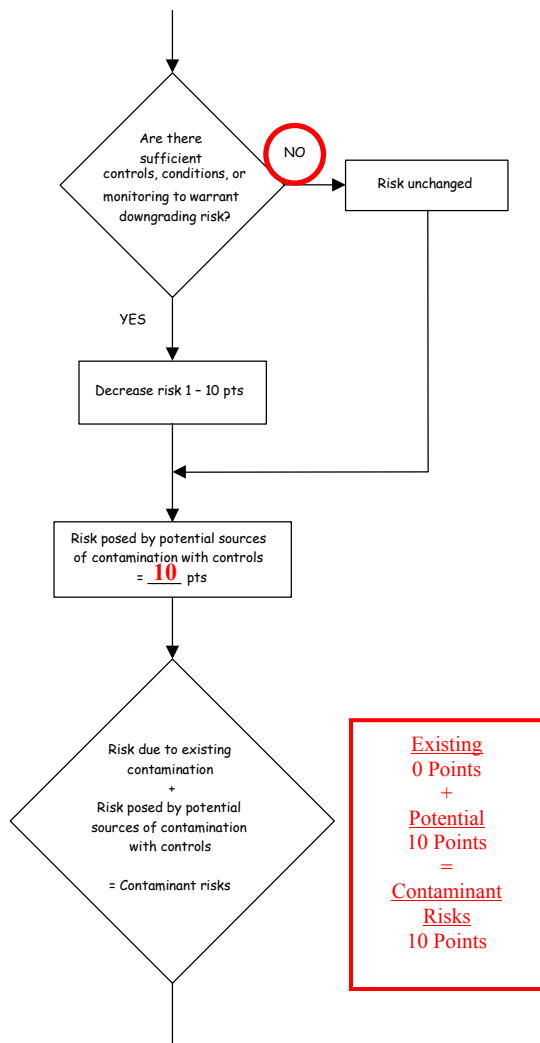 Are there
sufficient
controls, conditions, or
monitoring to warrant
downgrading risk?
NO
Risk unchanged
YES
Decrease risk 1 – 10 pts
Risk posed by potential sources
of contamination with controls
= 10 pts
Risk due to existing
contamination
+
Risk posed by potential
sources of contamination
with controls
= Contaminant risks
Existing
0 Points
+
Potential
10 Points
=
Contaminant
Risks
10 Points